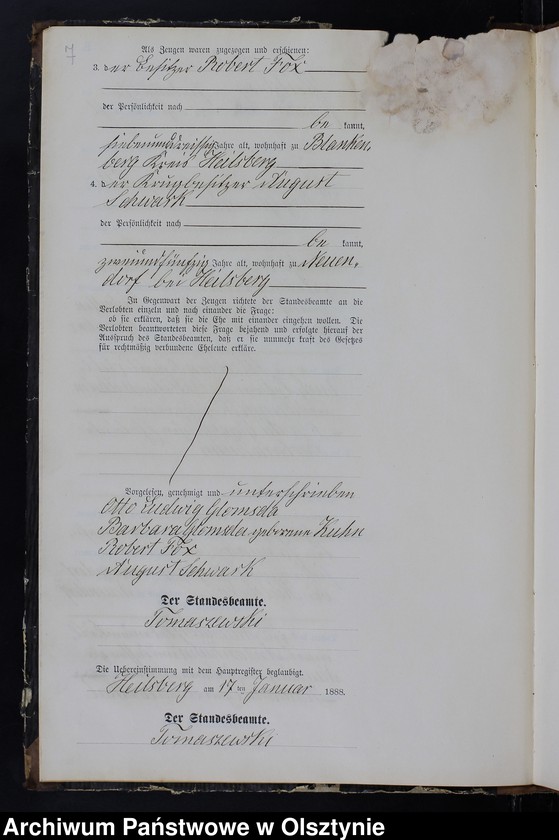 7
Als Zeugen waren zugezogen und erschienen:
3. der Besitzer Robert Fox
der Persönlichkeit nach
be kannt,
siebenunddreißig Jahre alt, wohnhaft zu Blanken,
berg Kreis Heilsberg
4. der Krugbesitzer August
Schwark
der Persönlichkeit nach
be kannt,
zweiundfünfzig Jahre alt, wohnhaft zu Neuen,
dorf bei Heilsberg
In Gegenwart der Zeugen richtete der Standesbeamte an die
Verlobten einzeln und nach einander die Frage:
ob sie erklären, daß sie die Ehe mit einander eingehen wollen. Die
Verlobten beantworteten diese Frage bejahend und erfolgte hierauf der
Ausspruch des Standesbeamten, daß er sie nunmehr kraft des Gesetzes
für rechtmäßig verbundene Eheleute erkläre.
Vorgelesen, genehmigt und unterschrieben
Otto Ludwig Glomsda
Barbara Glomsda geborene Kuhn
Robert Fox
August Schwark
Der Standesbeamte.
Tomaszewski
Die Uebereinstimmung mit dem Hauptregister beglaubigt.
Heilsberg am 17 ten Januar 1888.
Der Standesbeamte.
Tomaszewski
Archiwum Państwowe w Olsztynie